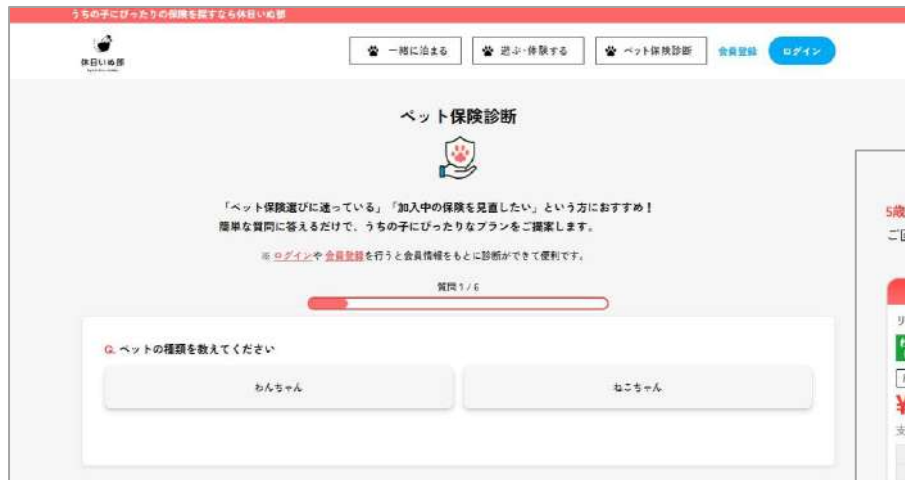 うちの子にぴったりの保険を探すなら休日いぬ部
休日いぬ部
一緒に泊まる
遊ぶ・体験する
ペット保険診断
会員登録
ログイン
ペット保険診断
「ペット保険選びに迷っている」「加入中の保険を見直したい」という方におすすめ！
簡単な質問に答えるだけで、うちの子にぴったりなプランをご提案します。
※ ログインや 会員登録を行うと会員情報をもとに診断ができて便利です。
質問 1 / 6
Q. ペットの種類を教えてください
わんちゃん
ねこちゃん
5歳